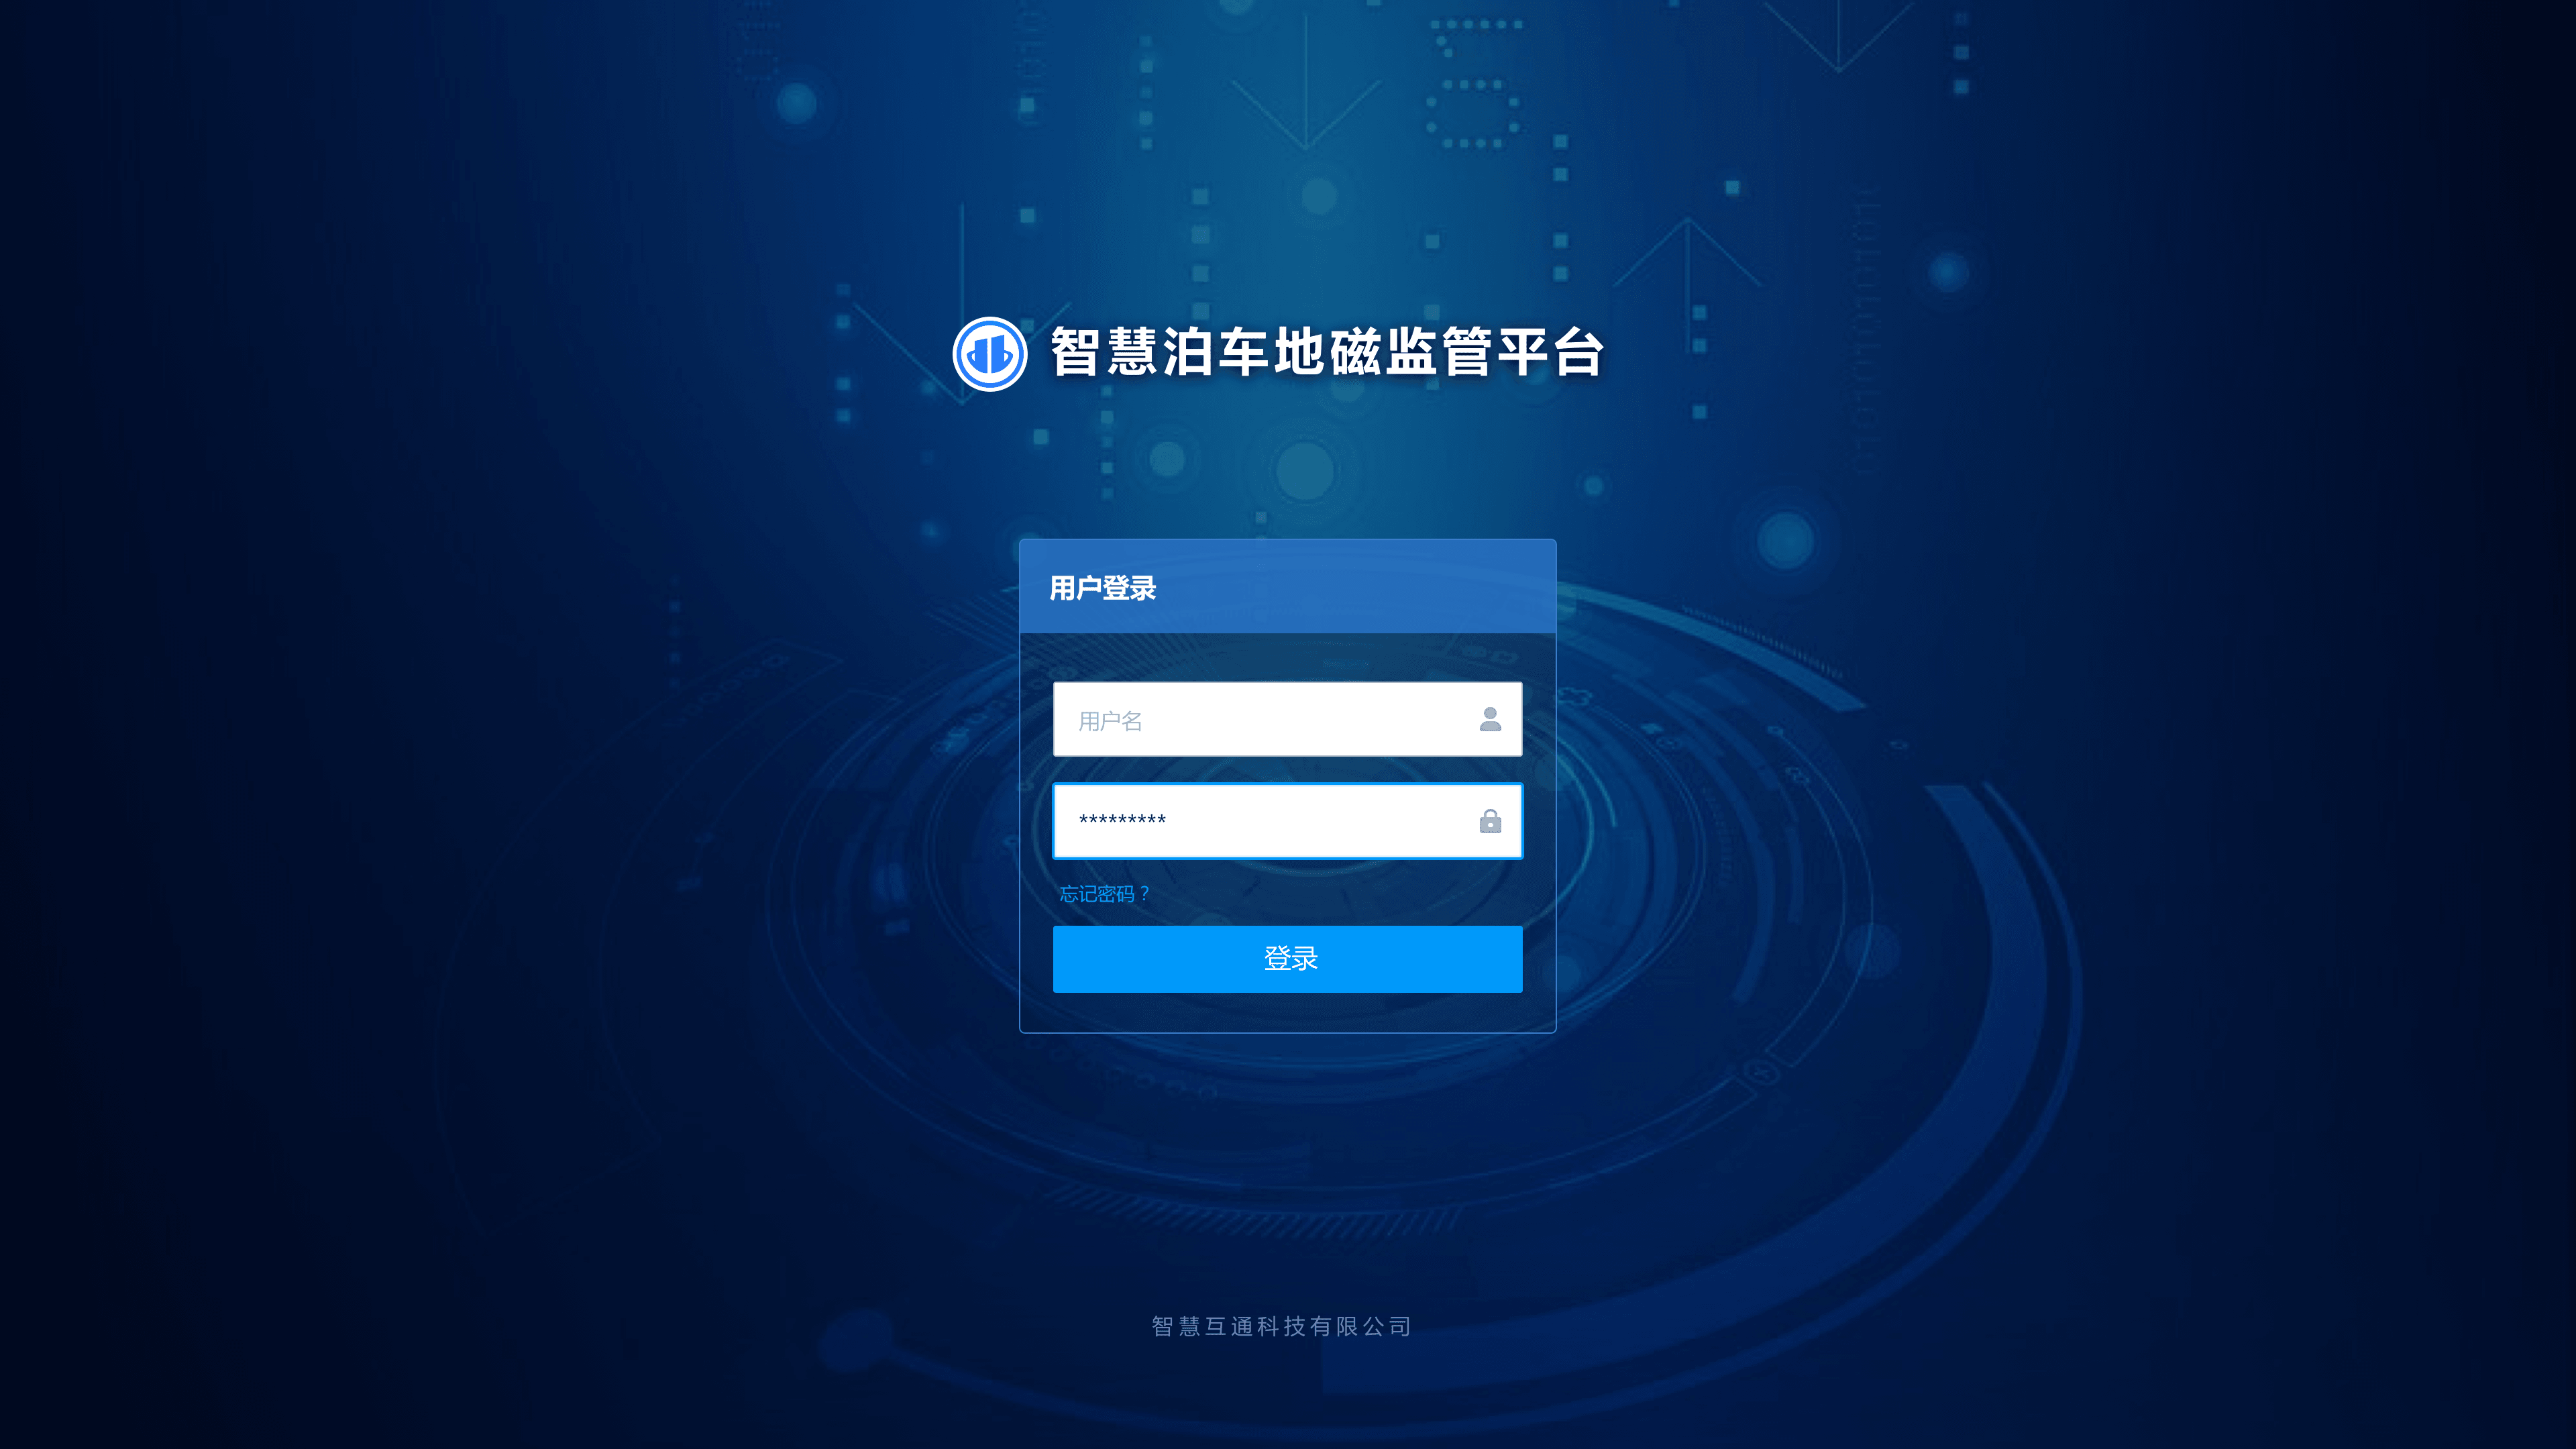 智慧泊车地磁监管平台
用户登录
用户名
*********
忘记密码？
登录
智慧互通科技有限公司